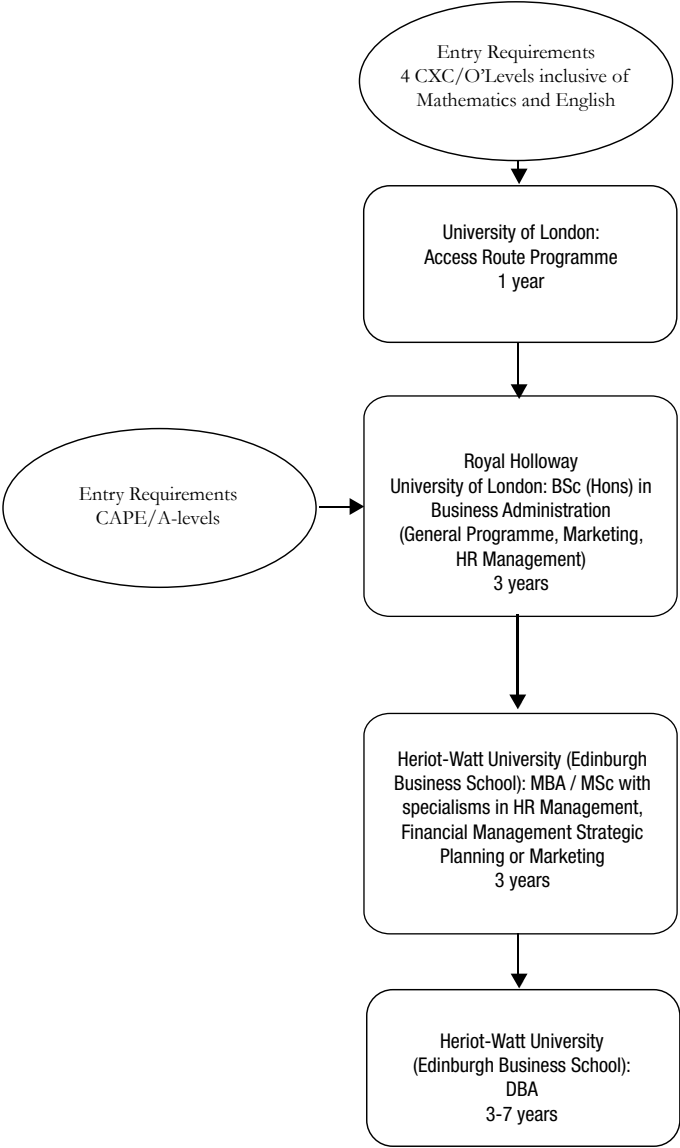 Entry Requirements
4 CXC/O'Levels inclusive of
Mathematics and English
University of London:
Access Route Programme
1 year
Entry Requirements
CAPE/A-levels
Royal Holloway
University of London: BSc (Hons) in
Business Administration
(General Programme, Marketing,
HR Management)
3 years
Heriot-Watt University (Edinburgh
Business School): MBA / MSc with
specialisms in HR Management,
Financial Management Strategic
Planning or Marketing
3 years
Heriot-Watt University
(Edinburgh Business School):
DBA
3-7 years